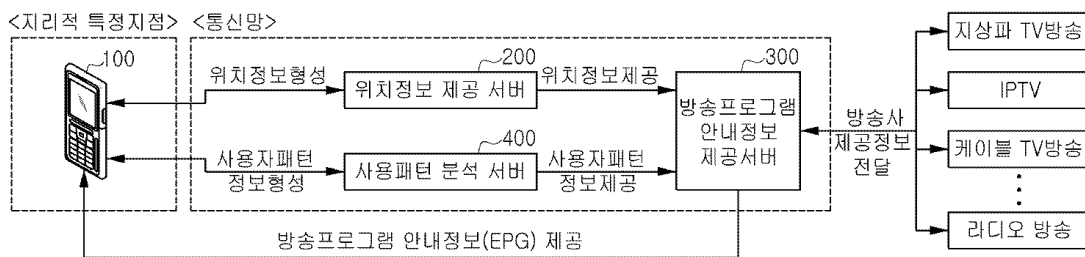 <지리적 특정지점>
<통신망>
100
위치정보형성
200
위치정보 제공 서버
위치정보제공
300
방송프로그램
안내정보
제공서버
사용자패턴
정보형성
400
사용패턴 분석 서버
사용자패턴
정보제공
방송사
제공정보
전달
지상파 TV방송
IPTV
케이블 TV방송
라디오 방송
방송프로그램 안내정보(EPG) 제공